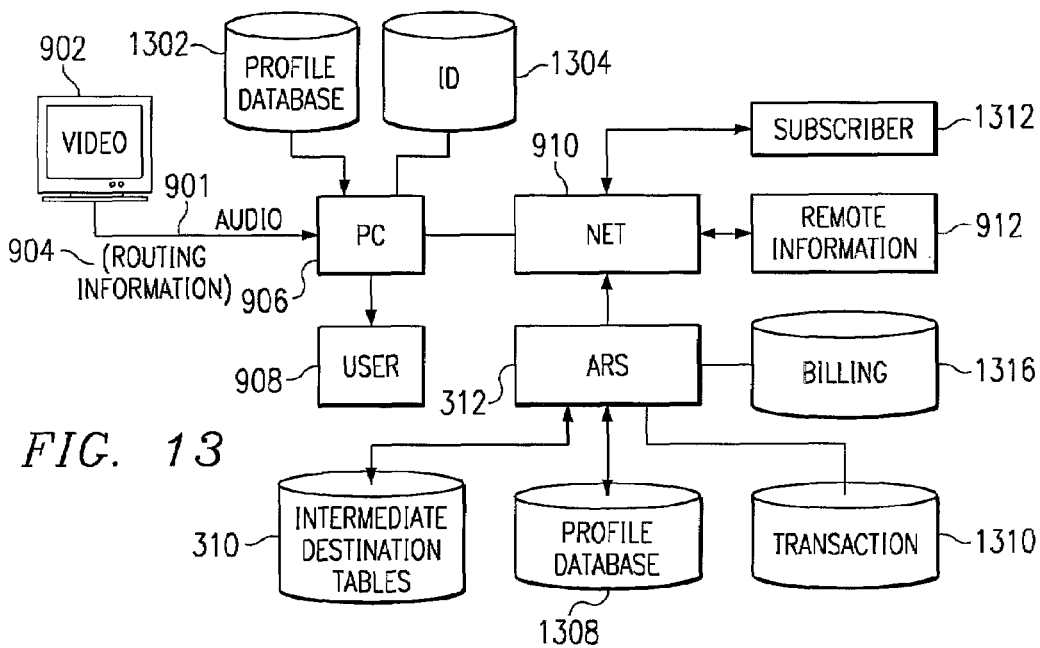 1302
902
PROFILE
DATABASE
ID
1304
VIDEO
SUBSCRIBER
1312
901
910
AUDIO
PC
NET
REMOTE
INFORMATION
912
904
(ROUTING
INFORMATION)
906
USER
908
ARS
312
BILLING
1316
FIG. 13
INTERMEDIATE
DESTINATION
TABLES
310
PROFILE
DATABASE
1308
TRANSACTION
1310